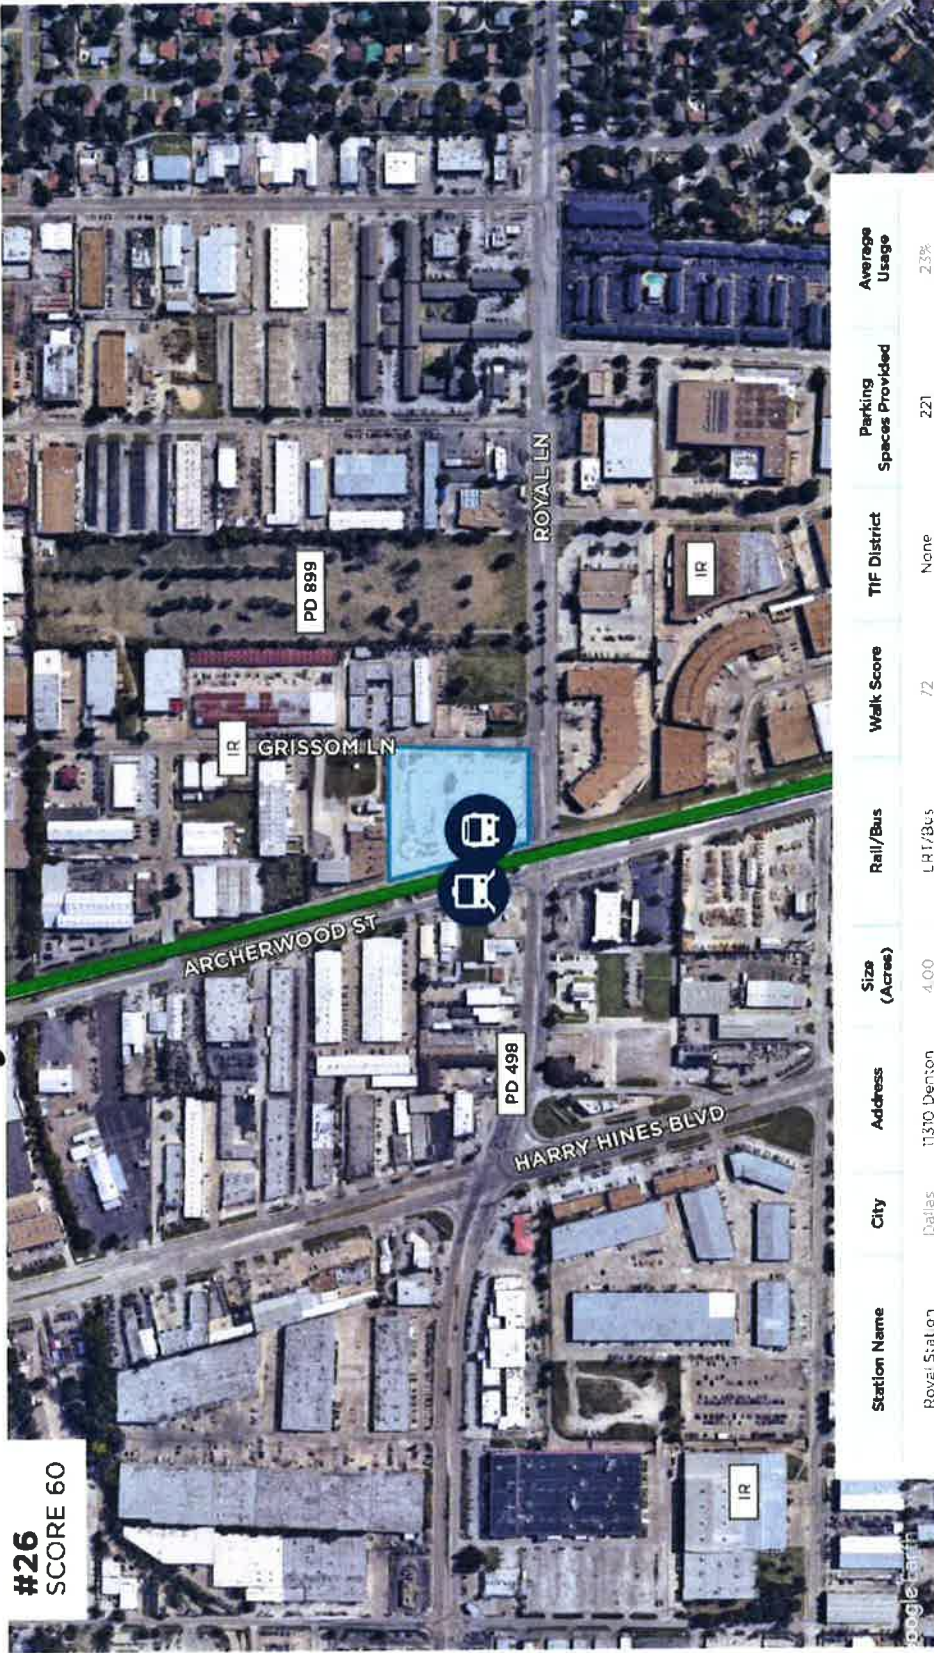 #26
SCORE 60
IR
GRISSOM LN
PD 899
ARCHERWOOD ST
ROYAL LN
PD 498
HARRY HINES BLVD
IR
IR
Station Name City Address Size (Acres) Rail/Bus Walk Score TIF District Parking Spaces Provided Average Usage
Royal Station Dallas 11310 Denton 4.00 LRT/Bus 72 None 221 23%
Google Earth